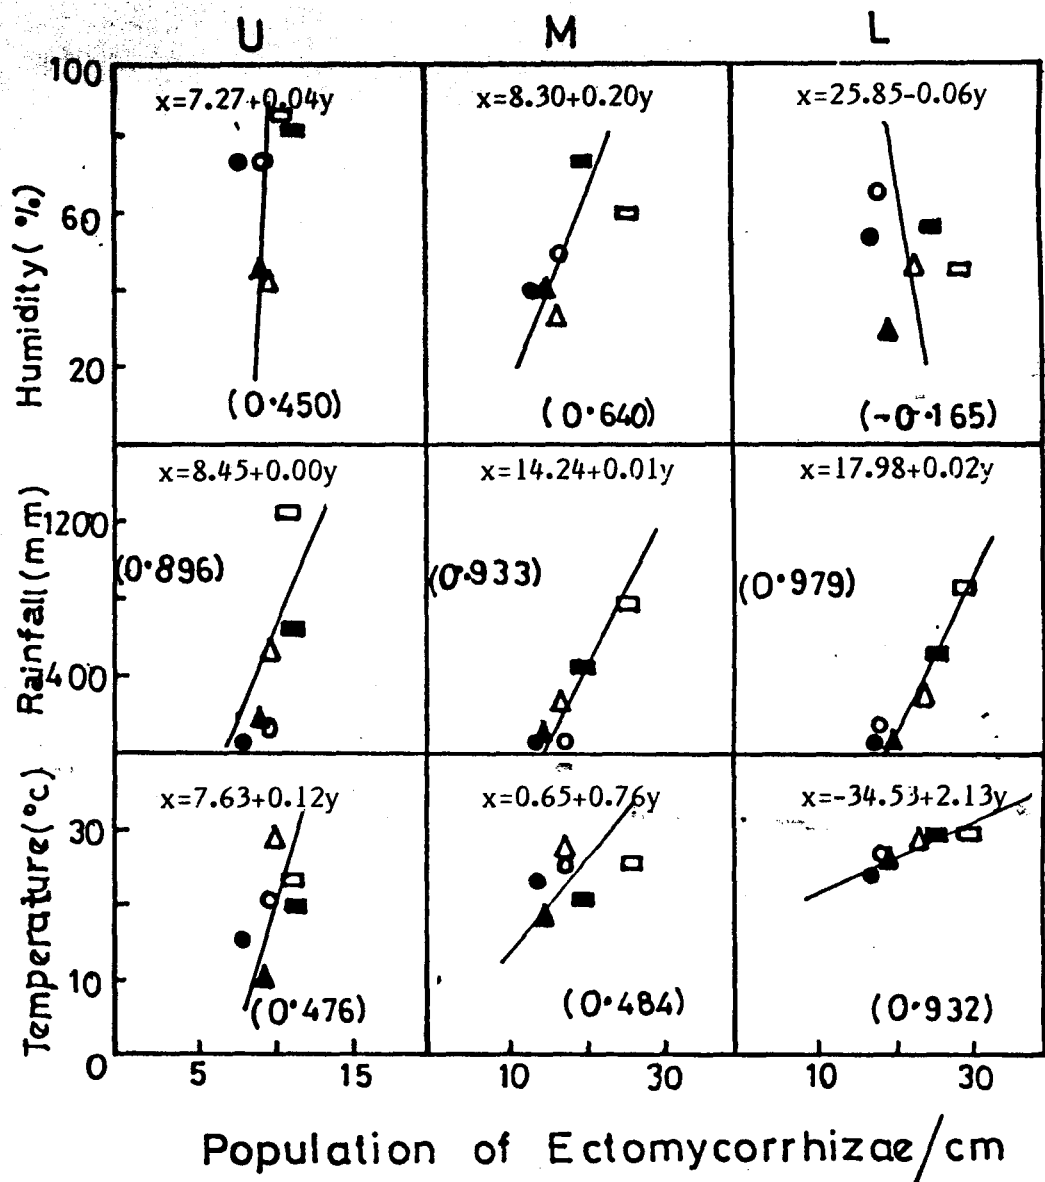 U M L
Humidity(%)
100
60
20
x=7.27+0.04y
(0.450)
x=8.30+0.20y
(0.640)
x=25.85-0.06y
(-0.165)
Rainfall(mm)
1200
400
x=8.45+0.00y
(0.896)
x=14.24+0.01y
(0.933)
x=17.98+0.02y
(0.979)
Temperature(°c)
30
10
0
x=7.63+0.12y
(0.476)
x=0.65+0.76y
(0.484)
x=-34.53+2.13y
(0.932)
5 15 10 30 10 30
Population of Ectomycorrhizae/cm